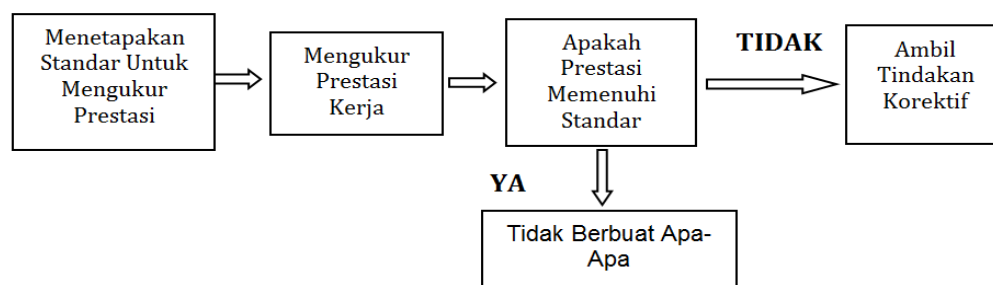 Menetapakan
Standar Untuk
Mengukur
Prestasi
Mengukur
Prestasi
Kerja
Apakah
Prestasi
Memenuhi
Standar
TIDAK
Ambil
Tindakan
Korektif
YA
Tidak Berbuat Apa-
Apa